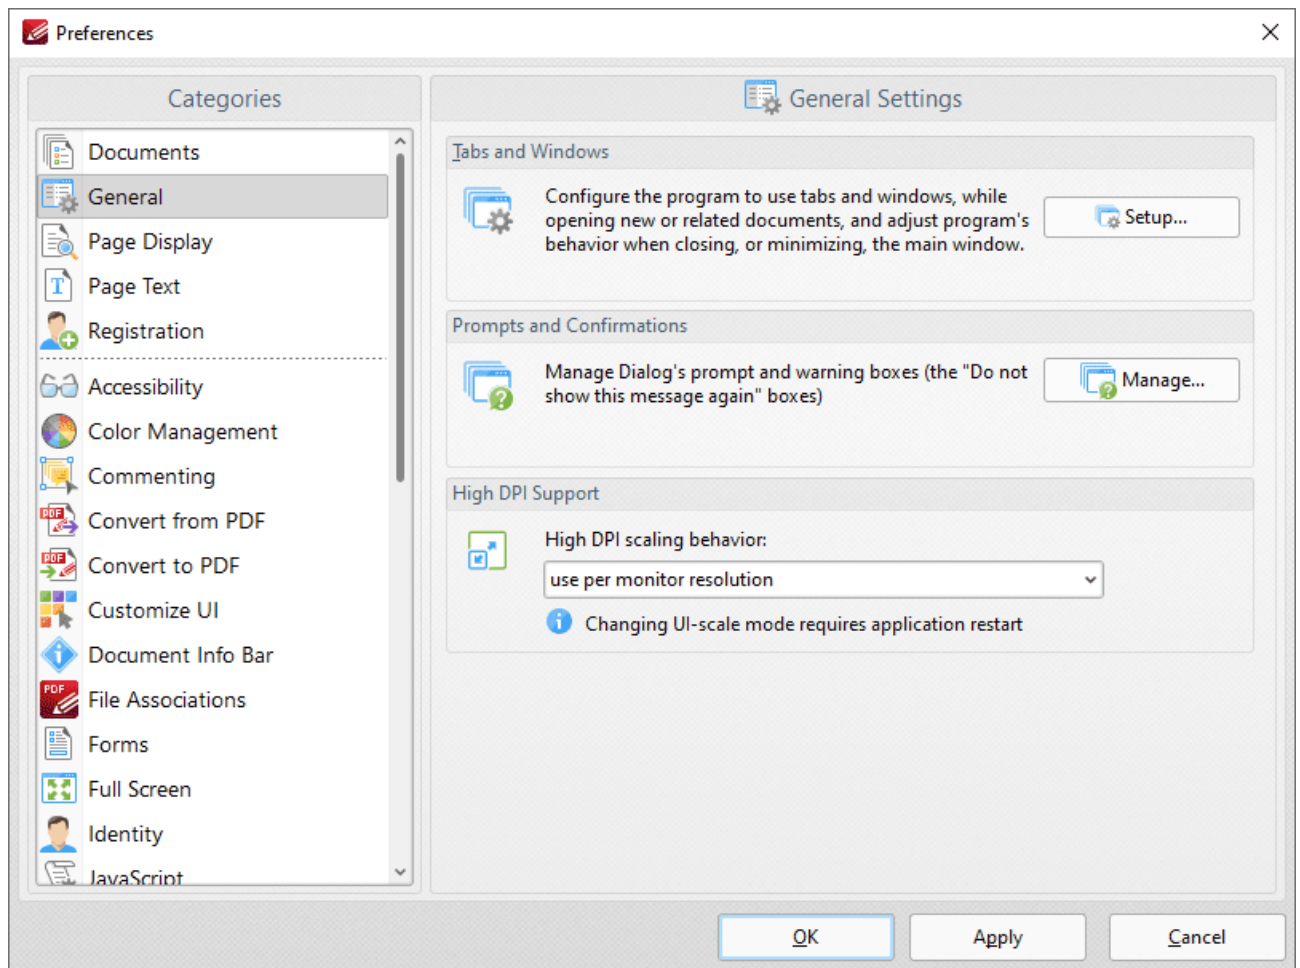 Preferences
Categories
Documents
General
Page Display
Page Text
Registration
Accessibility
Color Management
Commenting
PDF
Convert from PDF
PDF
Convert to PDF
Customize UI
Document Info Bar
PDF
File Associations
Forms
Full Screen
Identity
JavaScript
General Settings
Tabs and Windows
Configure the program to use tabs and windows, while
opening new or related documents, and adjust program's
behavior when closing, or minimizing, the main window.
Setup...
Prompts and Confirmations
Manage Dialog's prompt and warning boxes (the "Do not
show this message again" boxes)
Manage...
High DPI Support
High DPI scaling behavior:
use per monitor resolution
Changing UI-scale mode requires application restart
OK
Apply
Cancel